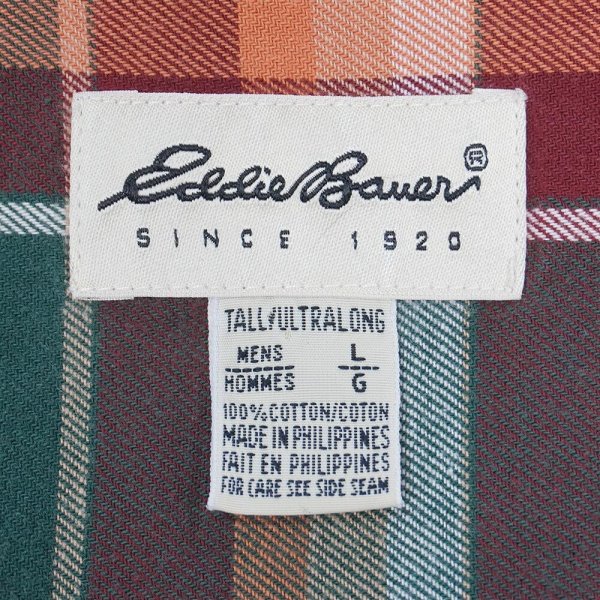 Eddie Bauer®
SINCE 1920
TALL/ULTRALONG
MENS L
HOMMES G
100% COTTON/COTON
MADE IN PHILIPPINES
FAIT EN PHILIPPINES
FOR CARE SEE SIDE SEAM